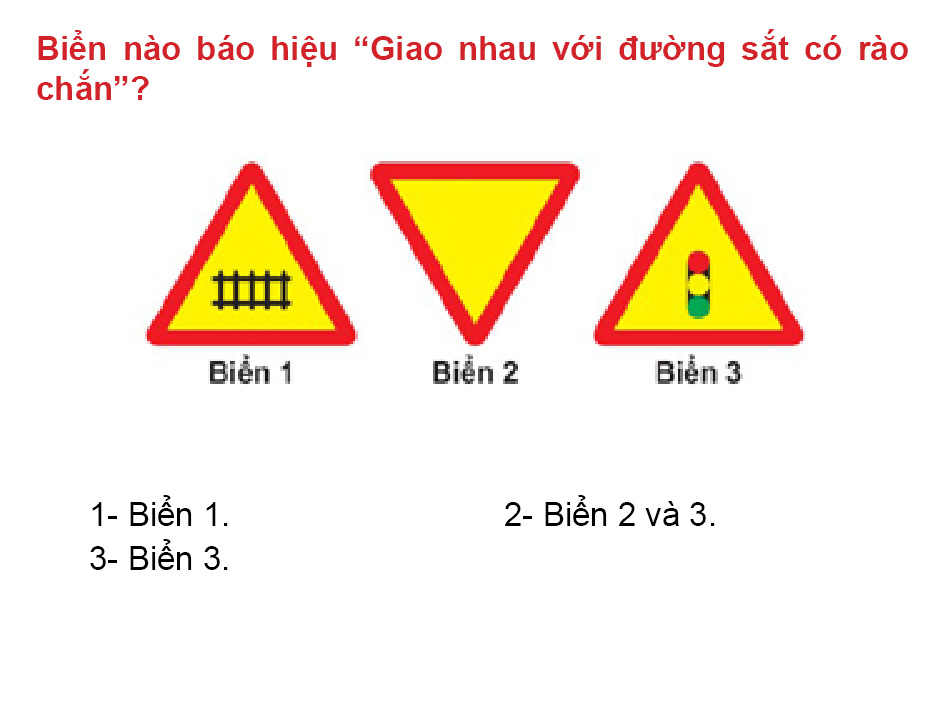 Biển nào báo hiệu “Giao nhau với đường sắt có rào
chắn”?
Biển 1 Biển 2 Biển 3
1- Biển 1. 2- Biển 2 và 3.
3- Biển 3.